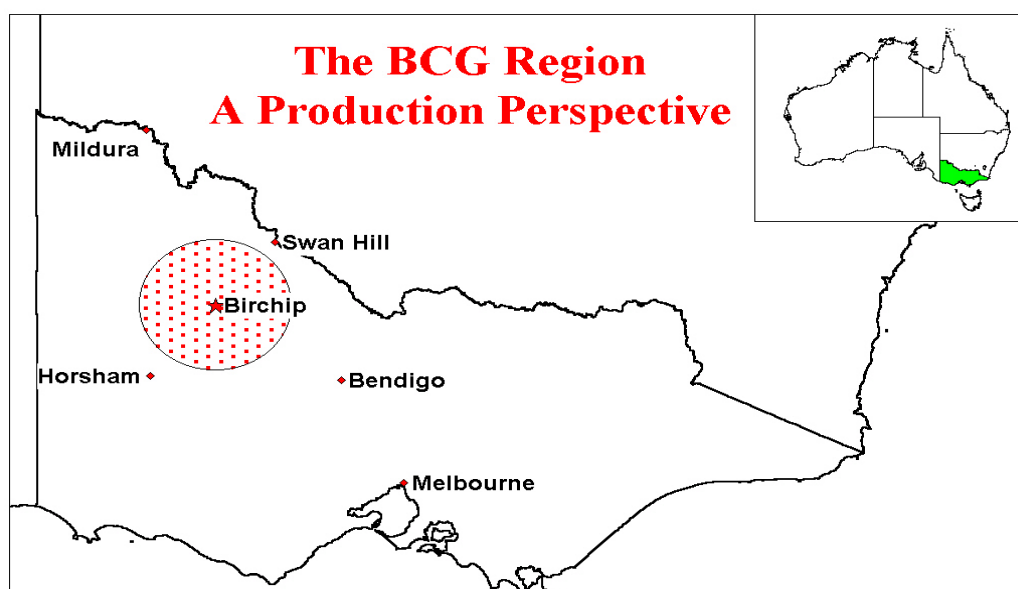 The BCG Region
A Production Perspective
Mildura
Swan Hill
Birchip
Horsham
Bendigo
Melbourne